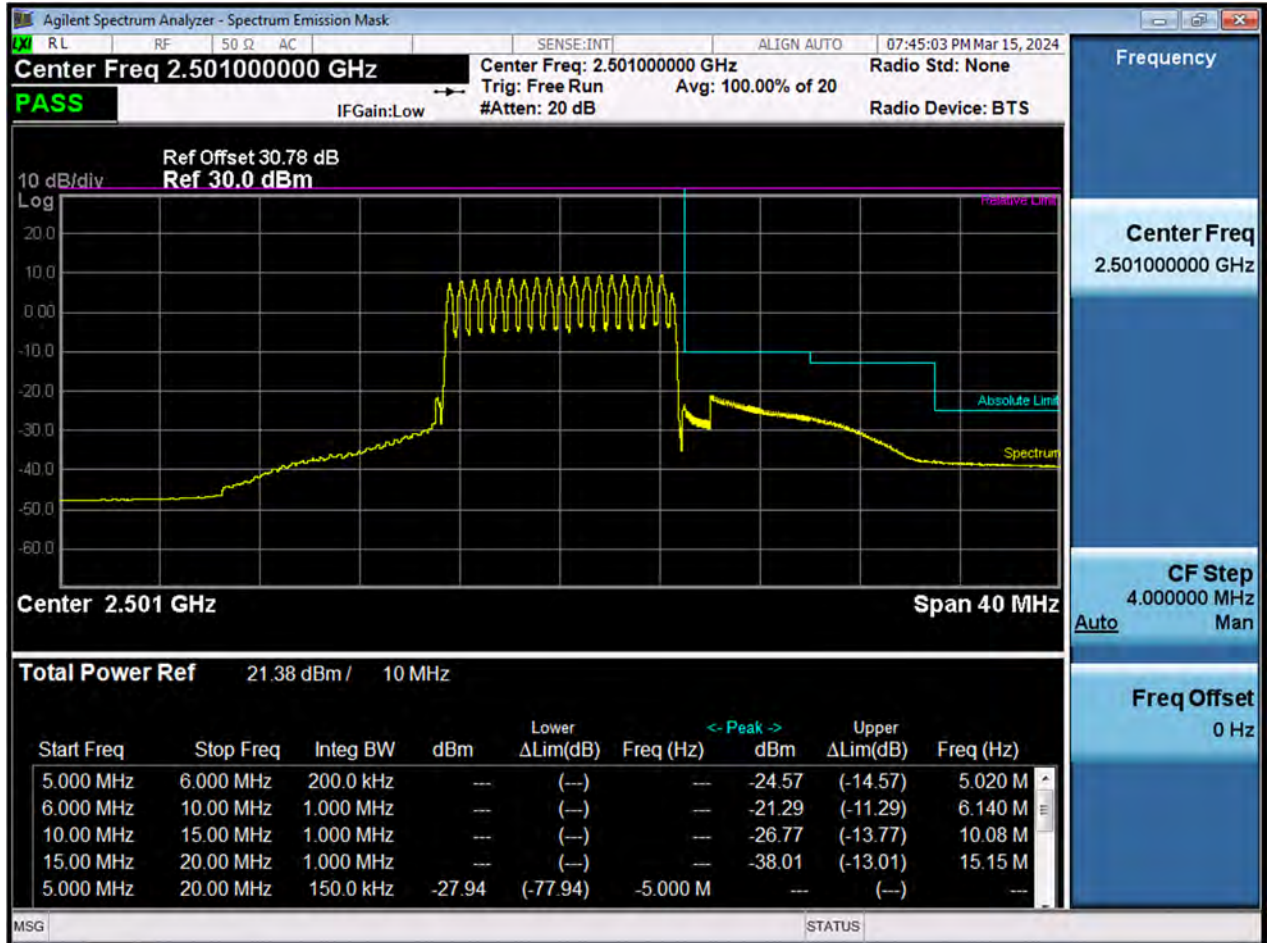 Agilent Spectrum Analyzer - Spectrum Emission Mask
LXI RL RF 50 Ω AC SENSE:INT ALIGN AUTO 07:45:03 PM Mar 15, 2024
Center Freq 2.501000000 GHz
Center Freq: 2.501000000 GHz Radio Std: None
Trig: Free Run Avg: 100.00% of 20
PASS
IFGain:Low #Atten: 20 dB Radio Device: BTS
Ref Offset 30.78 dB
10 dB/div Ref 30.0 dBm
Log
Relative Limit
20.0
10.0
0.00
-10.0
-20.0
Absolute Limit
-30.0
Spectrum
-40.0
-50.0
-60.0
Center 2.501 GHz Span 40 MHz
Total Power Ref 21.38 dBm / 10 MHz
Lower <- Peak -> Upper
Start Freq Stop Freq Integ BW dBm ΔLim(dB) Freq (Hz) dBm ΔLim(dB) Freq (Hz)
5.000 MHz 6.000 MHz 200.0 kHz --- (---) --- -24.57 (-14.57) 5.020 M
6.000 MHz 10.00 MHz 1.000 MHz --- (---) --- -21.29 (-11.29) 6.140 M
10.00 MHz 15.00 MHz 1.000 MHz --- (---) --- -26.77 (-13.77) 10.08 M
15.00 MHz 20.00 MHz 1.000 MHz --- (---) --- -38.01 (-13.01) 15.15 M
5.000 MHz 20.00 MHz 150.0 kHz -27.94 (-77.94) -5.000 M --- (---) ---
MSG STATUS
Frequency
Center Freq
2.501000000 GHz
CF Step
4.000000 MHz
Auto Man
Freq Offset
0 Hz